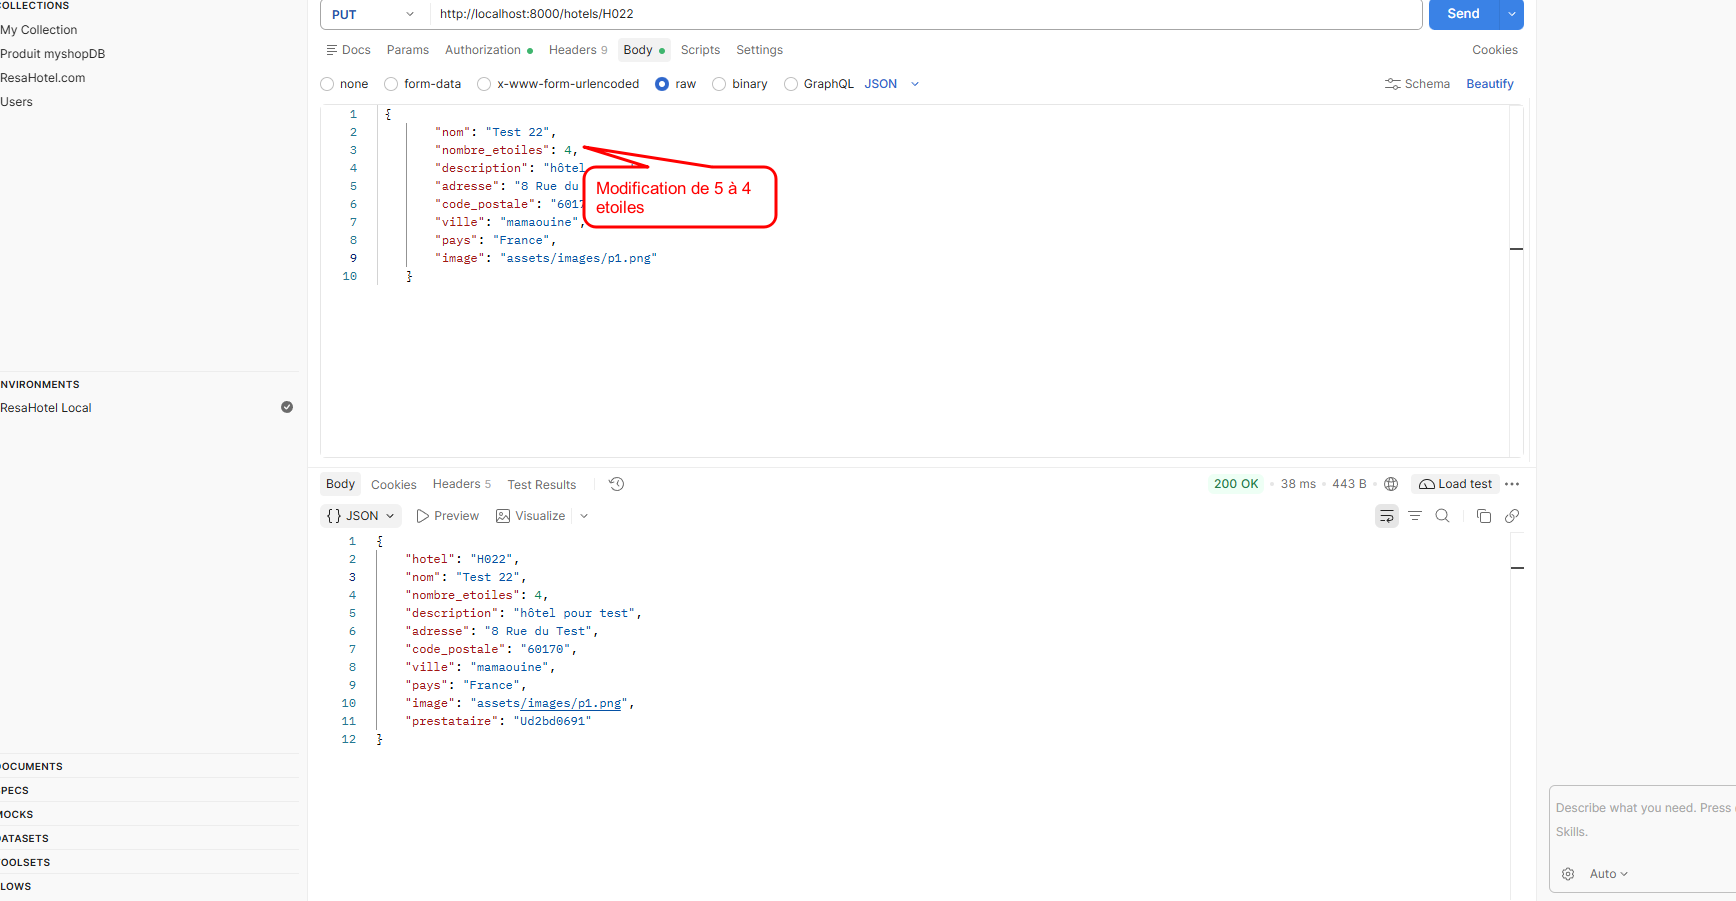 COLLECTIONS
My Collection
Produit myshopDB
ResaHotel.com
Users
NVIRONMENTS
ResaHotel Local
DOCUMENTS
PECS
MOCKS
DATASETS
TOOLSETS
LOWS
PUT http://localhost:8000/hotels/H022 Send
Docs Params Authorization Headers 9 Body Scripts Settings Cookies
none form-data x-www-form-urlencoded raw binary GraphQL JSON Schema Beautify
1 {
2 "nom": "Test 22",
3 "nombre_etoiles": 4,
4 "description": "hôtel
5 "adresse": "8 Rue du
6 "code_postale": "6017
7 "ville": "mamaouine",
8 "pays": "France",
9 "image": "assets/images/p1.png"
10 }
Modification de 5 à 4
etoiles
Body Cookies Headers 5 Test Results 200 OK 38 ms 443 B Load test
{} JSON Preview Visualize
1 {
2 "hotel": "H022",
3 "nom": "Test 22",
4 "nombre_etoiles": 4,
5 "description": "hôtel pour test",
6 "adresse": "8 Rue du Test",
7 "code_postale": "60170",
8 "ville": "mamaouine",
9 "pays": "France",
10 "image": "assets/images/p1.png",
11 "prestataire": "Ud2bd0691"
12 }
Describe what you need. Press
Skills.
Auto